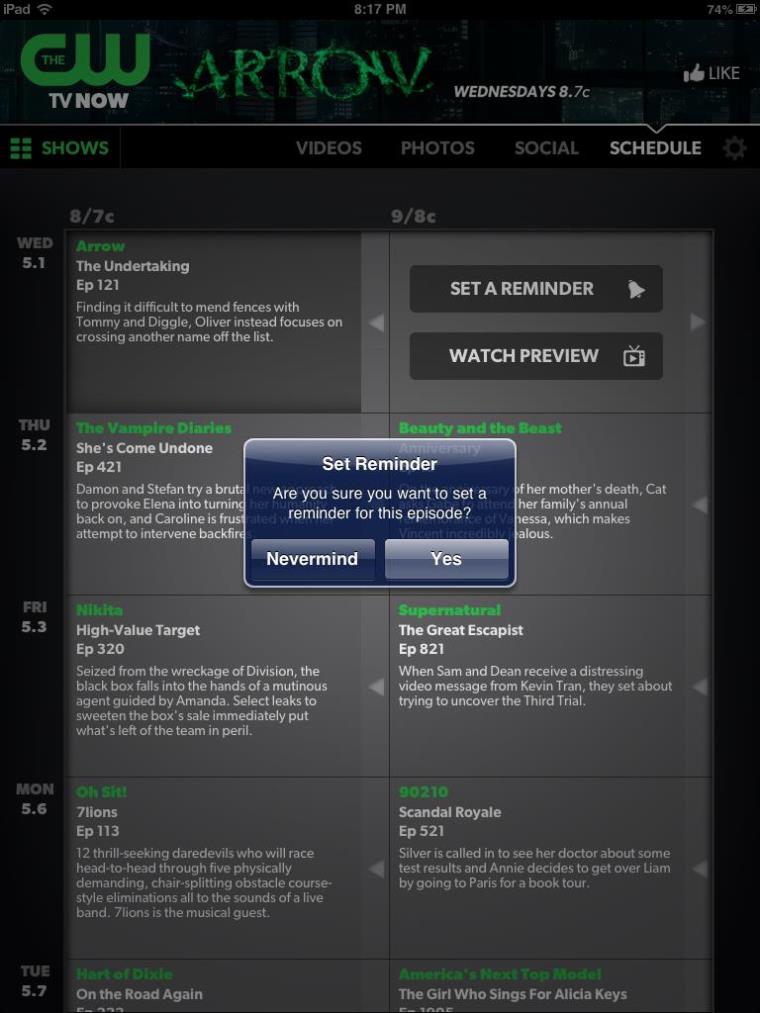 iPad
8:17 PM
74%
THE
CW
TV NOW
ARROW
WEDNESDAYS 8.7c
LIKE
SHOWS
VIDEOS
PHOTOS
SOCIAL
SCHEDULE
8/7c
9/8c
WED
5.1
Arrow
The Undertaking
Ep 121
Finding it difficult to mend fences with
Tommy and Diggle, Oliver instead focuses on
crossing another name off the list.
SET A REMINDER
WATCH PREVIEW
THU
5.2
The Vampire Diaries
She's Come Undone
Ep 421
Damon and Stefan try a brutal new approach
to provoke Elena into turning her humanity
back on, and Caroline is frustrated when her
attempt to intervene backfires.
Beauty and the Beast
Anniversary
On the anniversary of her mother's death, Cat
attend her family's annual
remembrance of Vanessa, which makes
Vincent incredibly jealous.
Set Reminder
Are you sure you want to set a
reminder for this episode?
Nevermind
Yes
FRI
5.3
Nikita
High-Value Target
Ep 320
Seized from the wreckage of Division, the
black box falls into the hands of a mutinous
agent guided by Amanda. Select leaks to
sweeten the box's sale immediately put
what's left of the team in peril.
Supernatural
The Great Escapist
Ep 821
When Sam and Dean receive a distressing
video message from Kevin Tran, they set about
trying to uncover the Third Trial.
MON
5.6
Oh Sit!
7lions
Ep 113
12 thrill-seeking daredevils who will race
head-to-head through five physically
demanding, chair-splitting obstacle course-
style eliminations all to the sounds of a live
band. 7lions is the musical guest.
90210
Scandal Royale
Ep 521
Silver is called in to see her doctor about some
test results and Annie decides to get over Liam
by going to Paris for a book tour.
TUE
5.7
Hart of Dixie
On the Road Again
America's Next Top Model
The Girl Who Sings For Alicia Keys